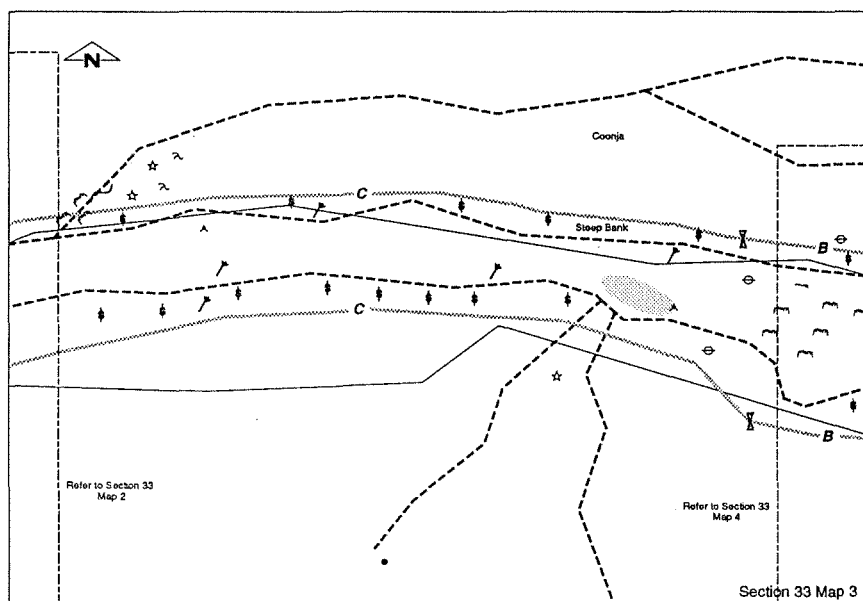 N
Coonja
C
Steep Bank
B
C
B
Refer to Section 33
Map 2
Refer to Section 33
Map 4
Section 33 Map 3